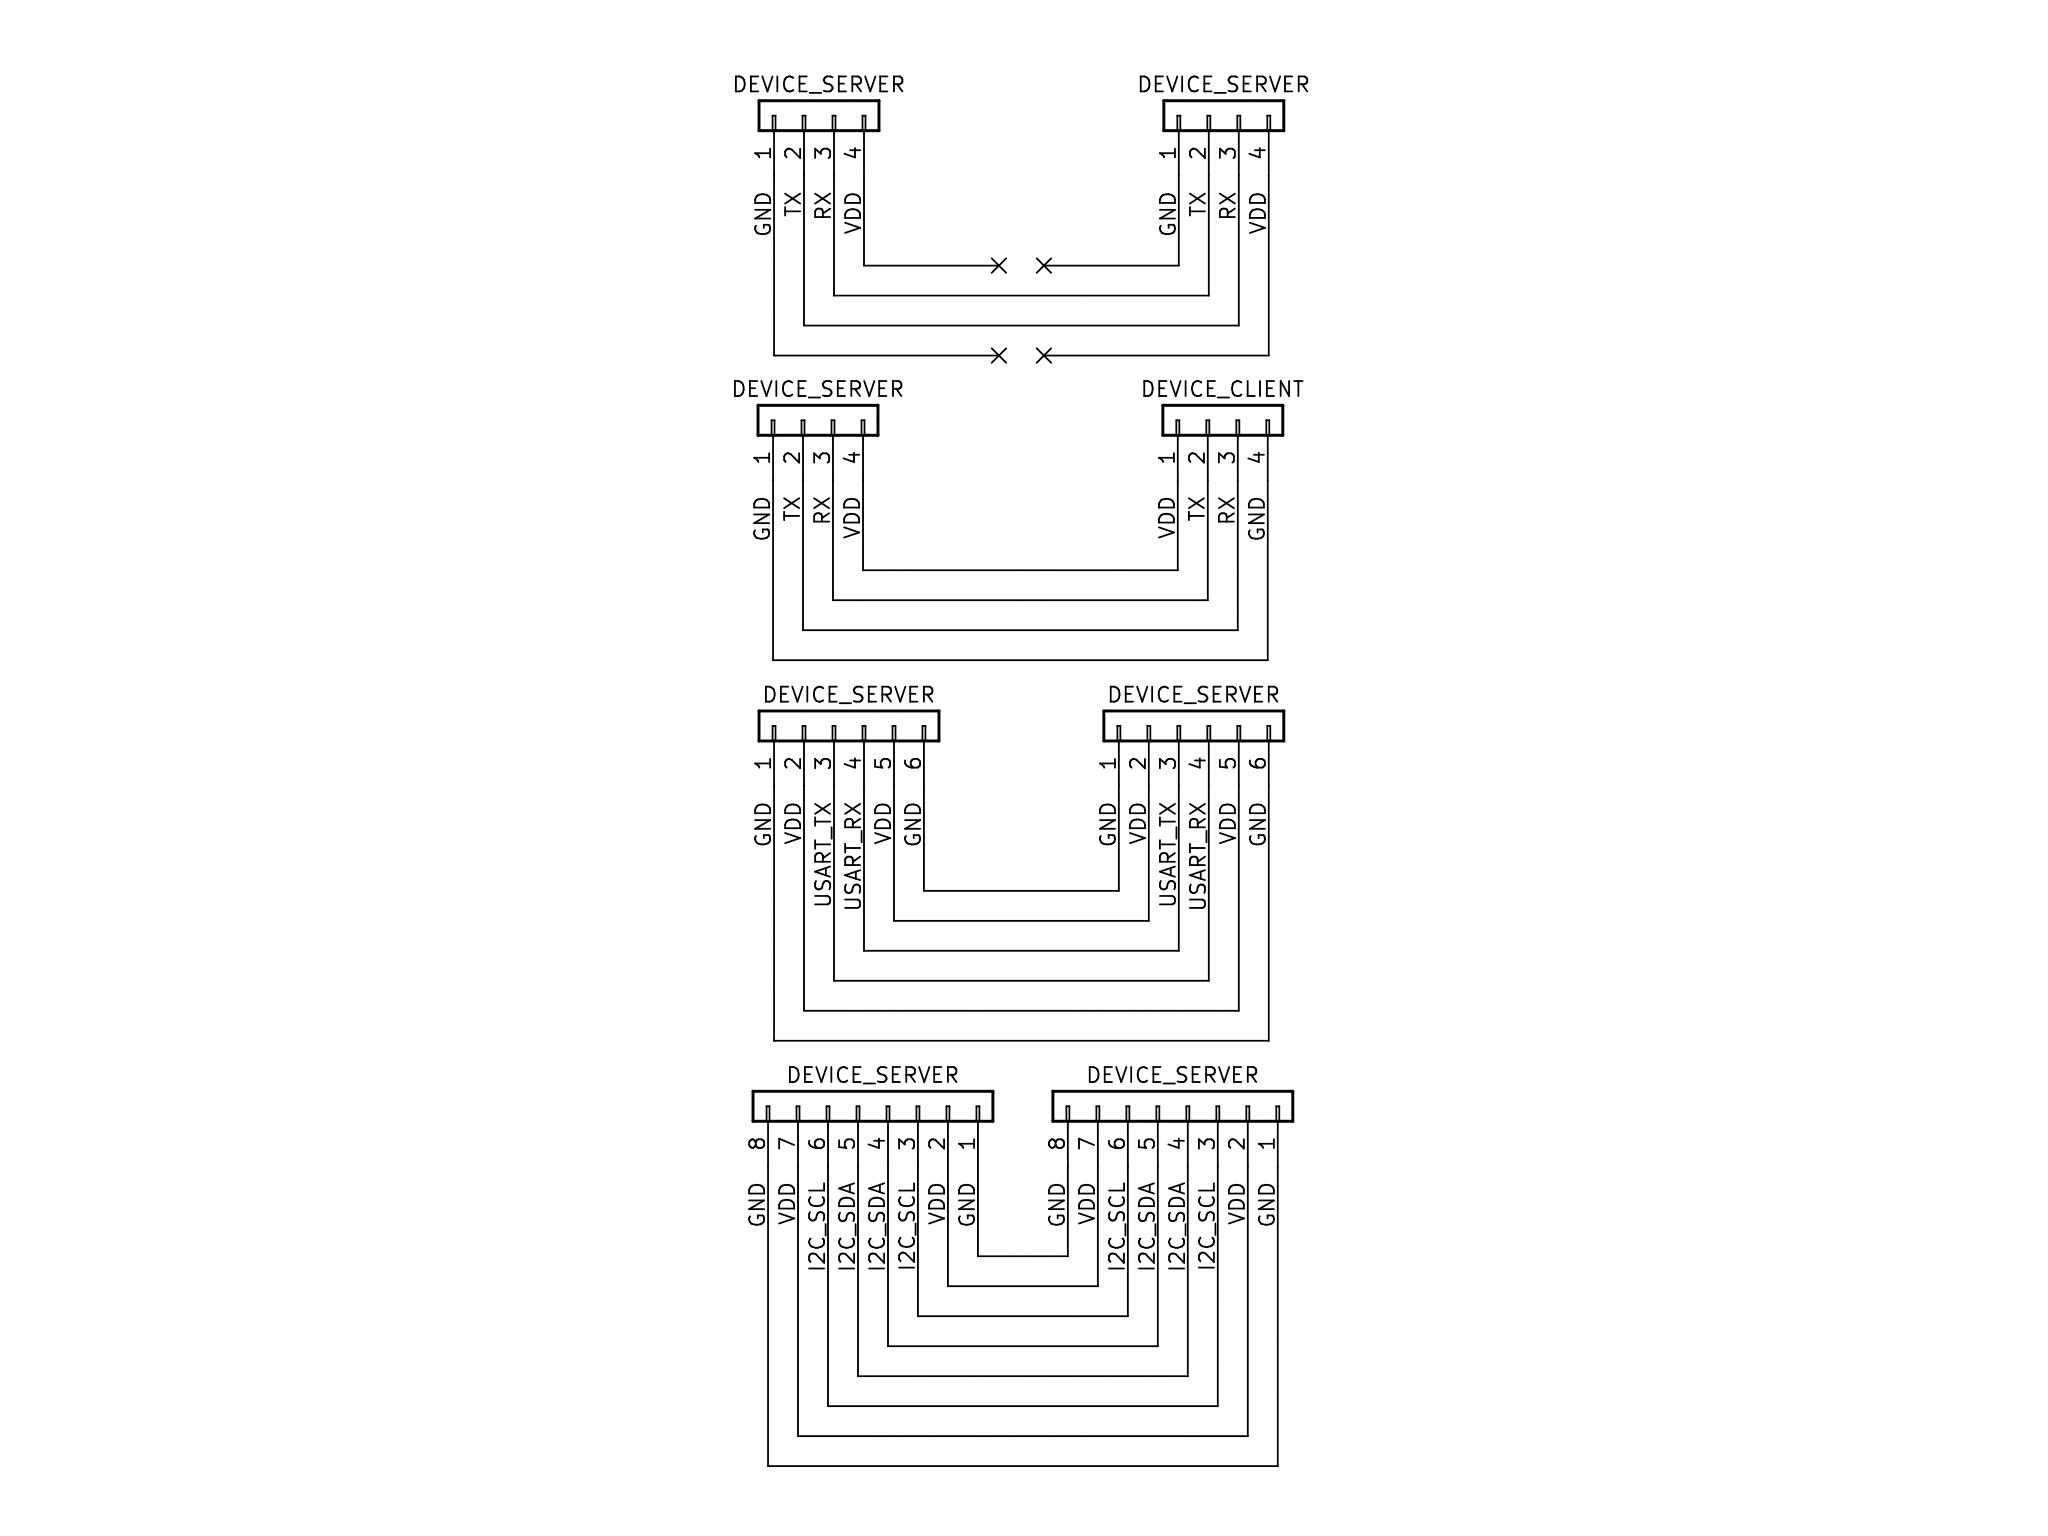 DEVICE_SERVER DEVICE_SERVER
1 2 3 4 1 2 3 4
GND TX RX VDD GND TX RX VDD
DEVICE_SERVER DEVICE_CLIENT
1 2 3 4 1 2 3 4
GND TX RX VDD VDD TX RX GND
DEVICE_SERVER DEVICE_SERVER
1 2 3 4 5 6 1 2 3 4 5 6
GND VDD USART_TX USART_RX VDD GND GND VDD USART_TX USART_RX VDD GND
DEVICE_SERVER DEVICE_SERVER
8 7 6 5 4 3 2 1 8 7 6 5 4 3 2 1
GND VDD I2C_SCL I2C_SDA I2C_SDA I2C_SCL VDD GND GND VDD I2C_SCL I2C_SDA I2C_SDA I2C_SCL VDD GND